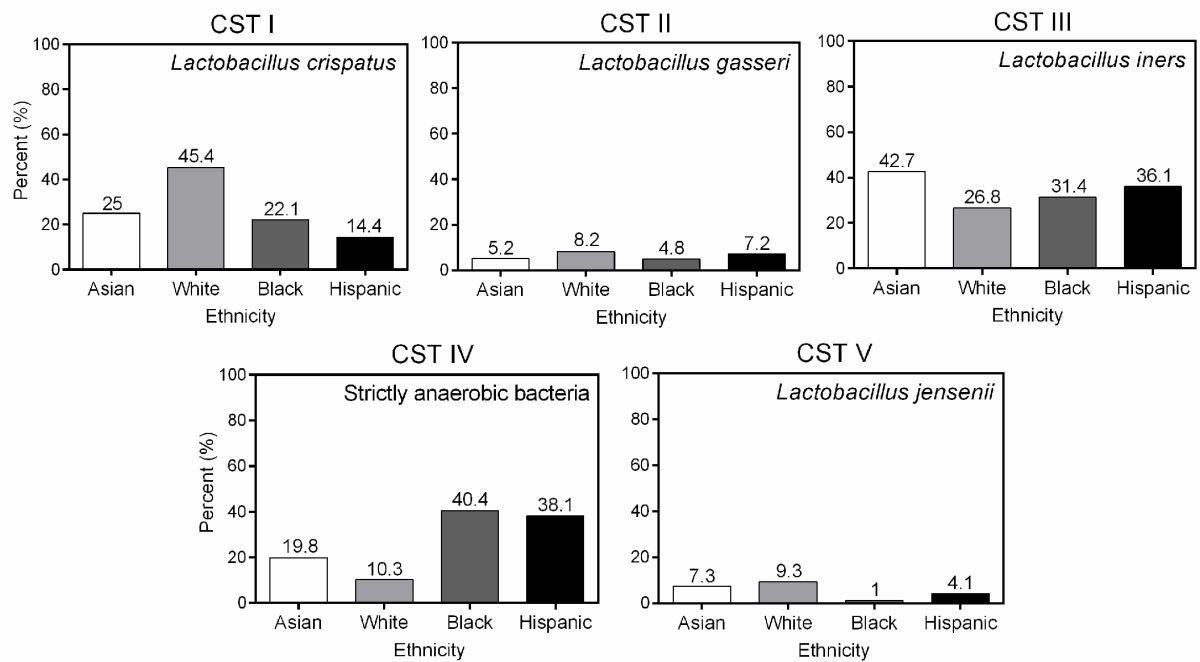 CST I
Lactobacillus crispatus
Percent (%)
100
80
60
40
20
0
25
45.4
22.1
14.4
Asian White Black Hispanic
Ethnicity
CST II
Lactobacillus gasseri
100
80
60
40
20
0
5.2
8.2
4.8
7.2
Asian White Black Hispanic
Ethnicity
CST III
Lactobacillus iners
100
80
60
40
20
0
42.7
26.8
31.4
36.1
Asian White Black Hispanic
Ethnicity
CST IV
Strictly anaerobic bacteria
Percent (%)
100
80
60
40
20
0
19.8
10.3
40.4
38.1
Asian White Black Hispanic
Ethnicity
CST V
Lactobacillus jensenii
100
80
60
40
20
0
7.3
9.3
1
4.1
Asian White Black Hispanic
Ethnicity